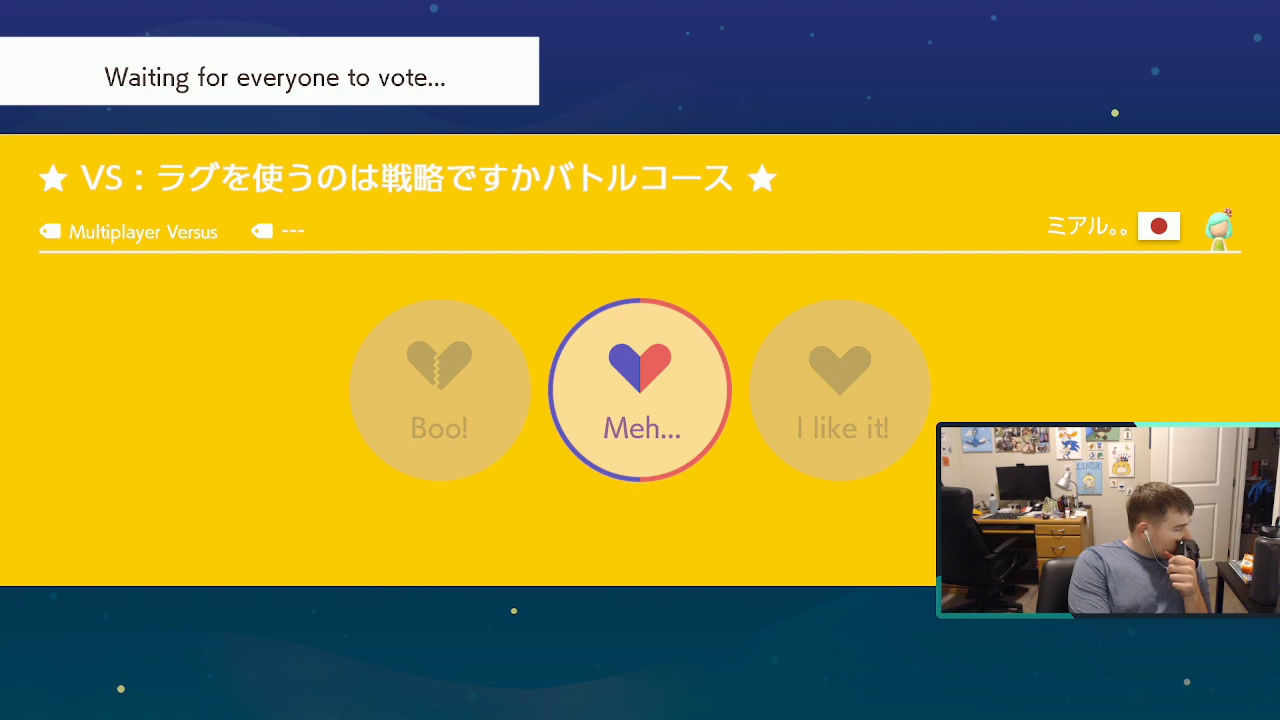 Waiting for everyone to vote...
★ VS：ラグを使うのは戦略ですかバトルコース ★
Multiplayer Versus ---
ミアル。。
Boo!
Meh...
I like it!
LINDA